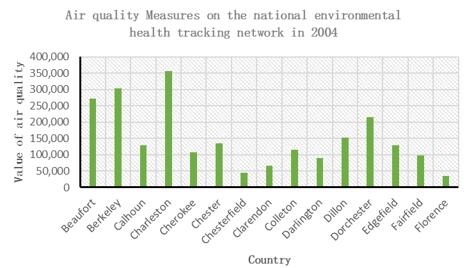 Air quality Measures on the national environmental
health tracking network in 2004
Value of air quality
400,000
350,000
300,000
250,000
200,000
150,000
100,000
50,000
0
Beaufort
Berkeley
Calhoun
Charleston
Cherokee
Chester
Chesterfield
Clarendon
Colleton
Darlington
Dillon
Dorchester
Edgefield
Fairfield
Florence
Country